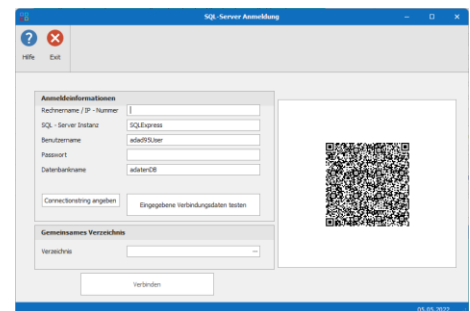 SQL-Server Anmeldung
Hilfe
Exit
Anmeldeinformationen
Rechnername / IP - Nummer
SQL - Server Instanz
SQLExpress
Benutzername
adad95User
Passwort
Datenbankname
adatenDB
Connectionstring angeben
Eingegebene Verbindungsdaten testen
Gemeinsames Verzeichnis
Verzeichnis
...
Verbinden
05.05.2022